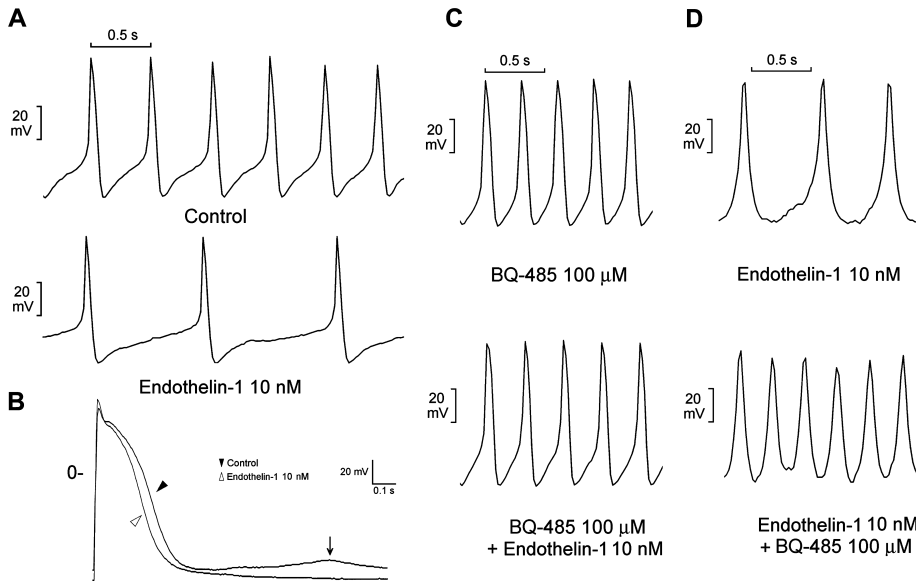 A
0.5 s
20
mV
Control
20
mV
Endothelin-1 10 nM
B
0-
Control
Endothelin-1 10 nM
20 mV
0.1 s
C
0.5 s
20
mV
BQ-485 100 μM
20
mV
BQ-485 100 μM
+ Endothelin-1 10 nM
D
0.5 s
20
mV
Endothelin-1 10 nM
20
mV
Endothelin-1 10 nM
+ BQ-485 100 μM